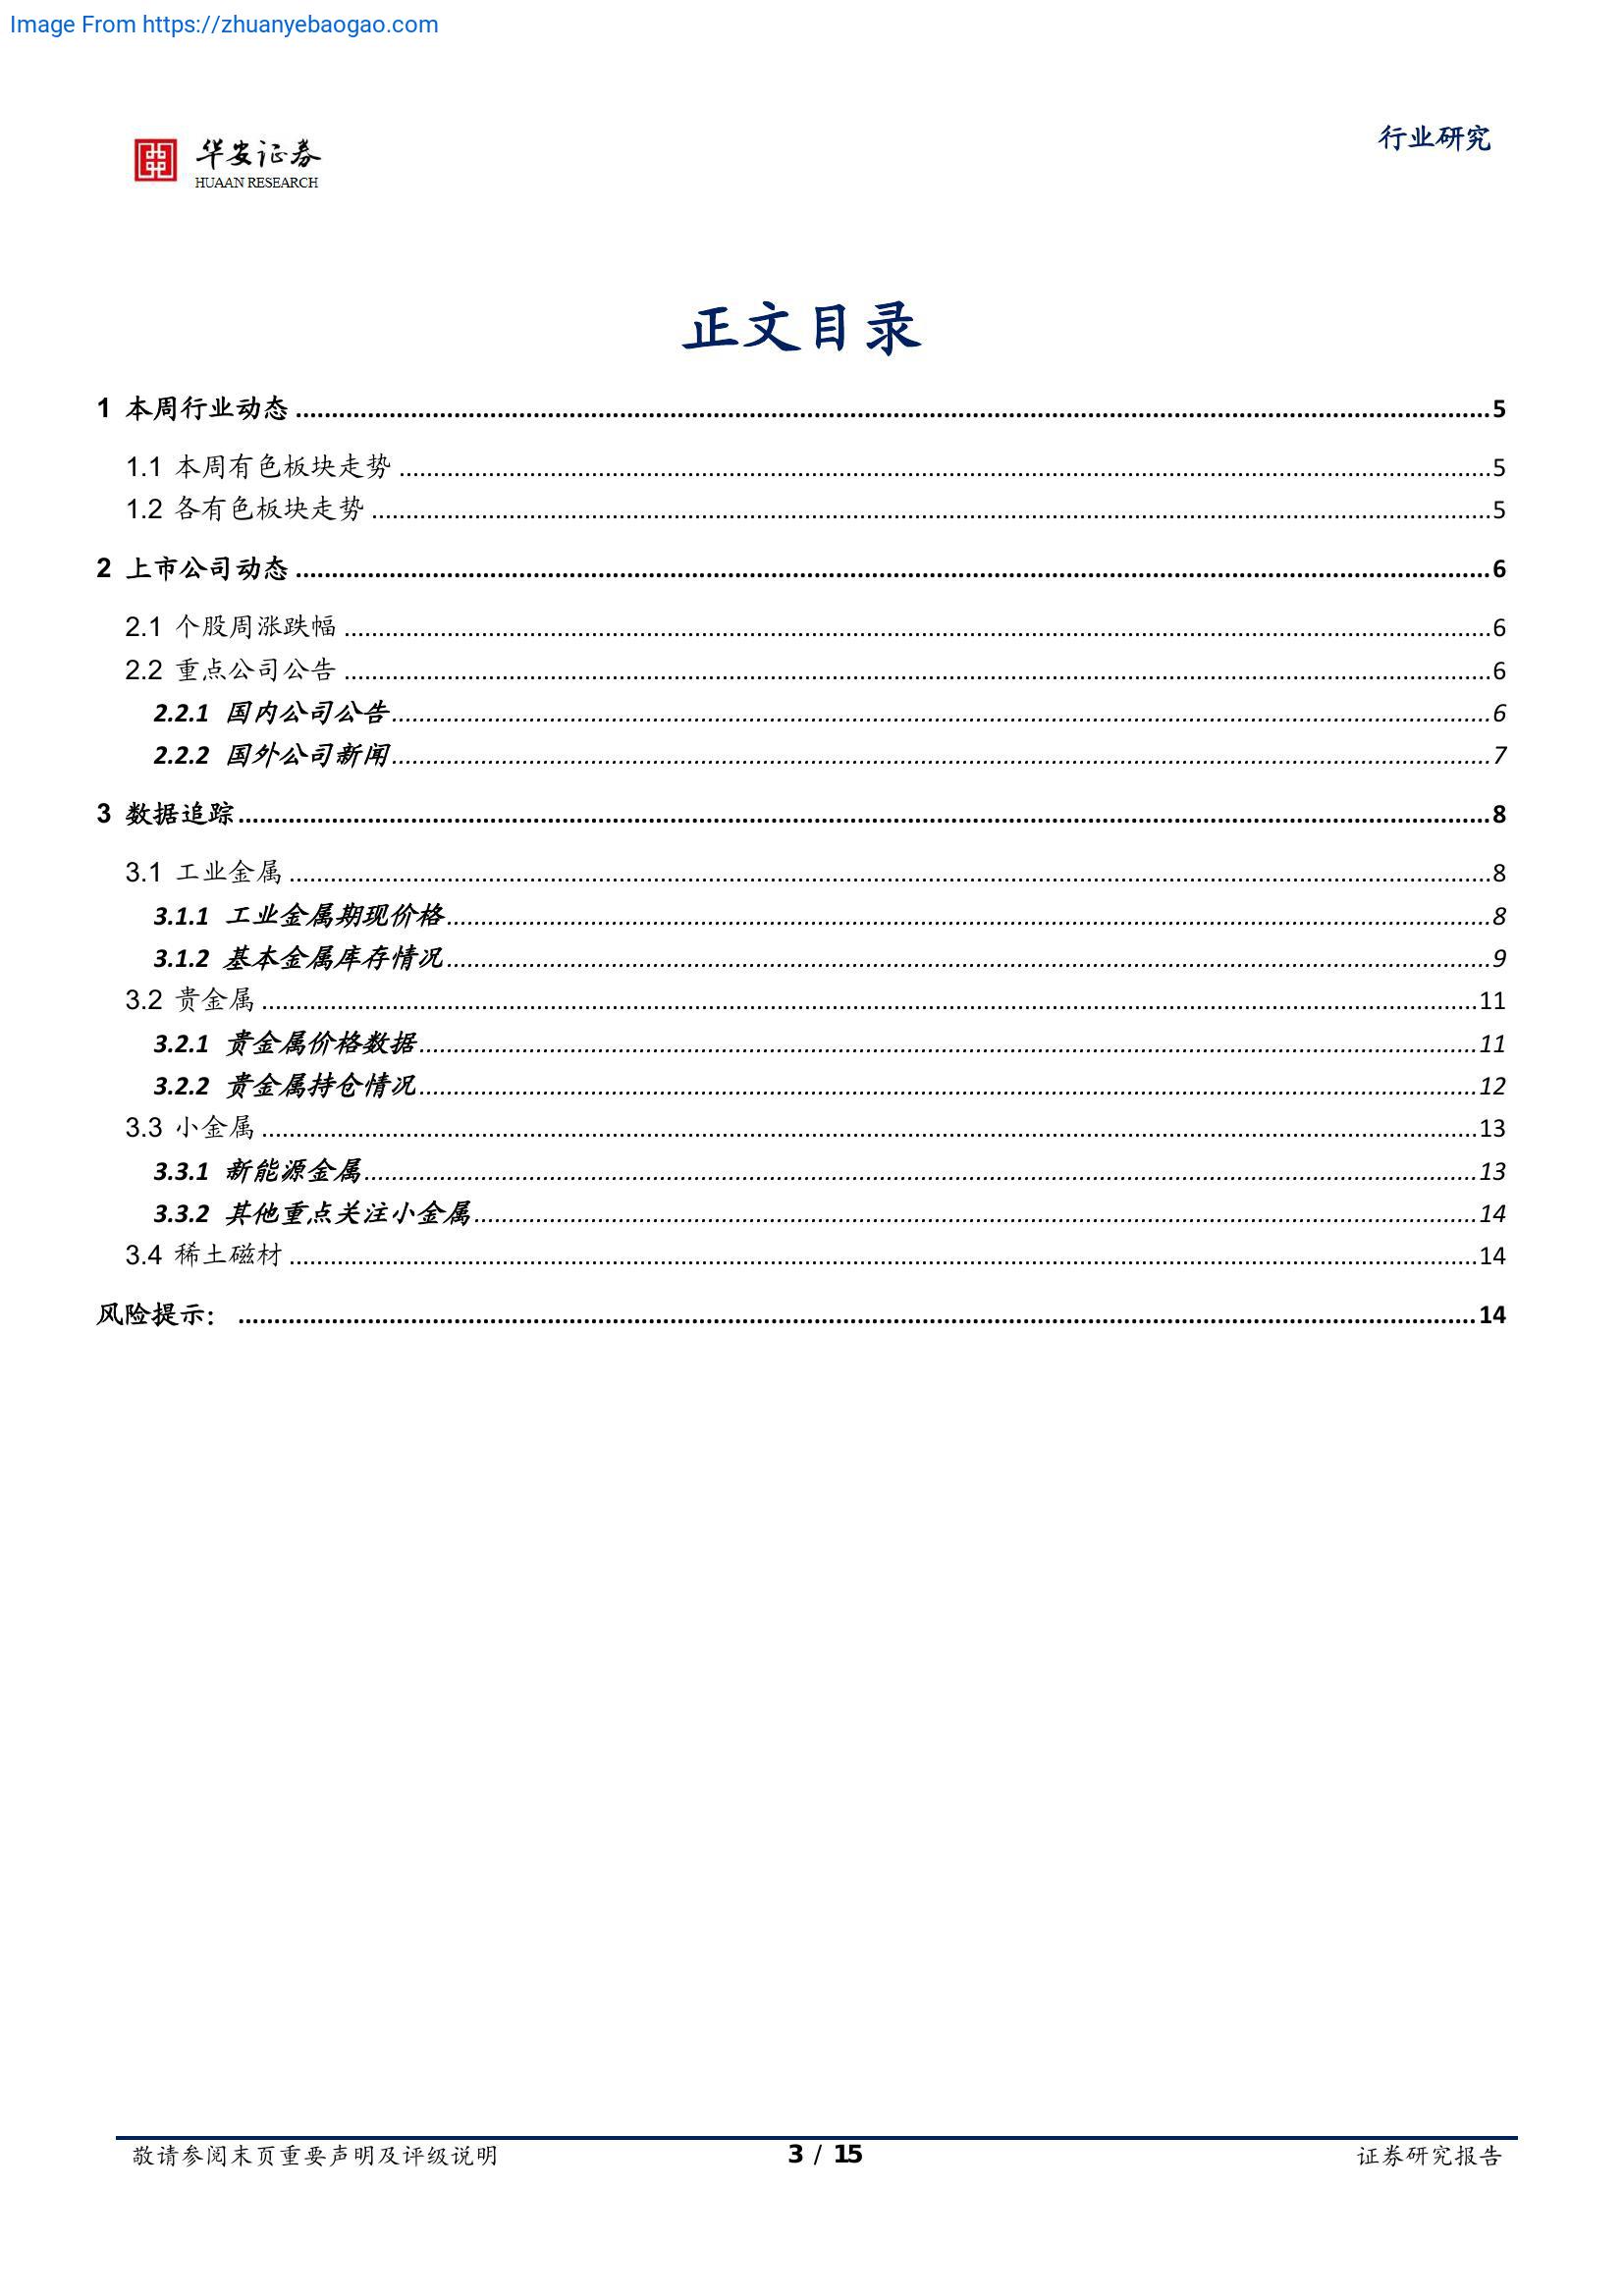 Image From https://zhuanyebaogao.com
华安证券
HUAAN RESEARCH
行业研究
正文目录
1 本周行业动态 ........................................ 5
1.1 本周有色板块走势 ........................................ 5
1.2 各有色板块走势 ........................................ 5
2 上市公司动态 ........................................ 6
2.1 个股周涨跌幅 ........................................ 6
2.2 重点公司公告 ........................................ 6
2.2.1 国内公司公告 ........................................ 6
2.2.2 国外公司新闻 ........................................ 7
3 数据追踪 ........................................ 8
3.1 工业金属 ........................................ 8
3.1.1 工业金属期现价格 ........................................ 8
3.1.2 基本金属库存情况 ........................................ 9
3.2 贵金属 ........................................ 11
3.2.1 贵金属价格数据 ........................................ 11
3.2.2 贵金属持仓情况 ........................................ 12
3.3 小金属 ........................................ 13
3.3.1 新能源金属 ........................................ 13
3.3.2 其他重点关注小金属 ........................................ 14
3.4 稀土磁材 ........................................ 14
风险提示： ........................................ 14
敬请参阅末页重要声明及评级说明 3 / 15 证券研究报告